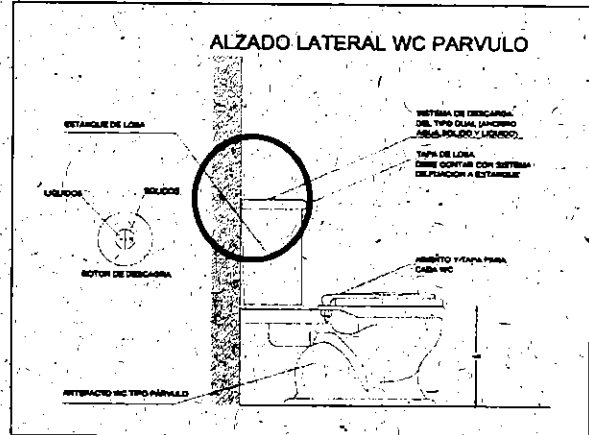 ALZADO LATERAL WC PARVULO
ESTANQUE DE LOSA
SISTEMA DE DESCARGA
DEL TIPO DUAL (AHORRO
AGUA SOLIDO Y LIQUIDO)
TAPA DE LOSA
DEBE CONTAR CON SISTEMA
DE FIJACION A ESTANQUE
LIQUIDOS
SOLIDOS
BOTON DE DESCAGRA
ASIENTO Y TAPA PARA
CADA WC
ARTEFACTO WC TIPO PÁRVULO